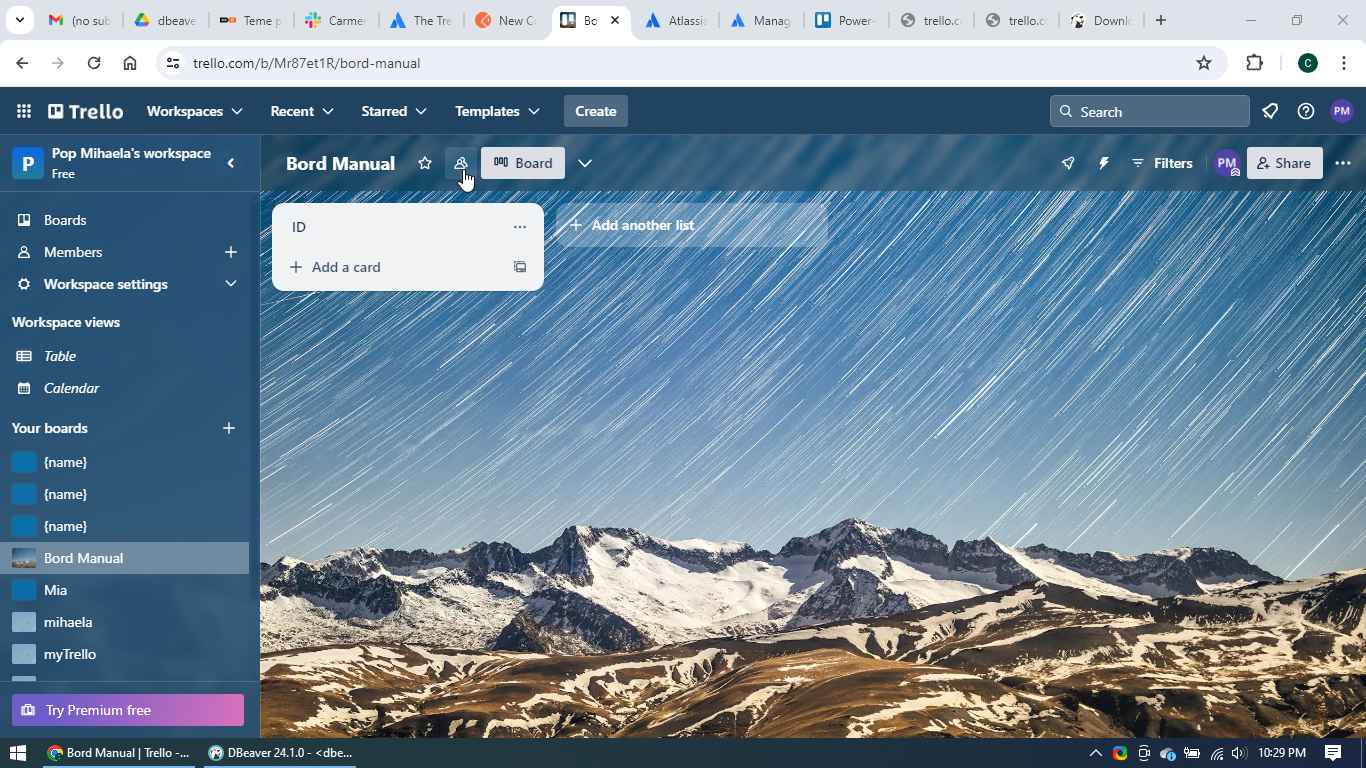 (no sub
dbeave
Teme p
Carmen
The Tre
New Co
Bo
Atlassia
Manag
Power-
trello.c
trello.c
Downlo
trello.com/b/Mr87et1R/bord-manual
C
Trello
Workspaces
Recent
Starred
Templates
Create
Search
PM
P
Pop Mihaela's workspace
Free
Bord Manual
Board
Filters
PM
Share
Boards
Members
Workspace settings
Workspace views
Table
Calendar
Your boards
{name}
{name}
{name}
Bord Manual
Mia
mihaela
myTrello
Try Premium free
ID
Add a card
Add another list
Bord Manual | Trello -...
DBeaver 24.1.0 - <dbe...
10:29 PM